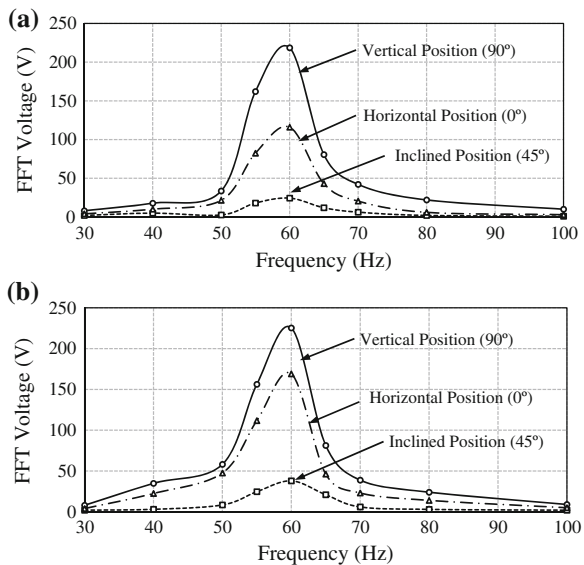 (a)
FFT Voltage (V)
250
200
150
100
50
0
Vertical Position (90º)
Horizontal Position (0º)
Inclined Position (45º)
30 40 50 60 70 80 90 100
Frequency (Hz)
(b)
FFT Voltage (V)
250
200
150
100
50
0
Vertical Position (90º)
Horizontal Position (0º)
Inclined Position (45º)
30 40 50 60 70 80 90 100
Frequency (Hz)